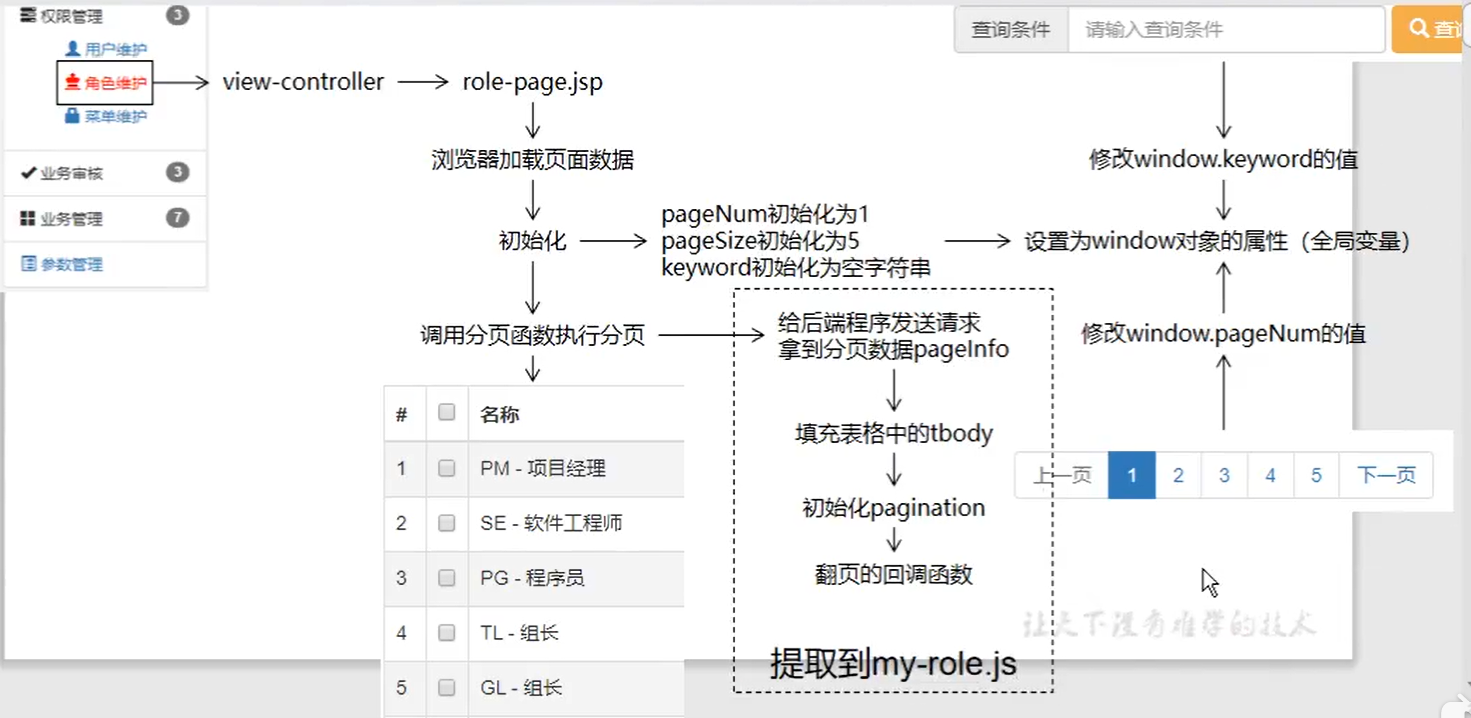 权限管理 3
用户维护
角色维护
菜单维护
业务审核 3
业务管理 7
参数管理
view-controller
role-page.jsp
浏览器加载页面数据
初始化
pageNum初始化为1
pageSize初始化为5
keyword初始化为空字符串
调用分页函数执行分页
# 名称
1 PM - 项目经理
2 SE - 软件工程师
3 PG - 程序员
4 TL - 组长
5 GL - 组长
给后端程序发送请求
拿到分页数据pageInfo
填充表格中的tbody
初始化pagination
翻页的回调函数
提取到my-role.js
查询条件 请输入查询条件 查
修改window.keyword的值
设置为window对象的属性（全局变量）
修改window.pageNum的值
上一页 1 2 3 4 5 下一页
让天下没有难学的技术